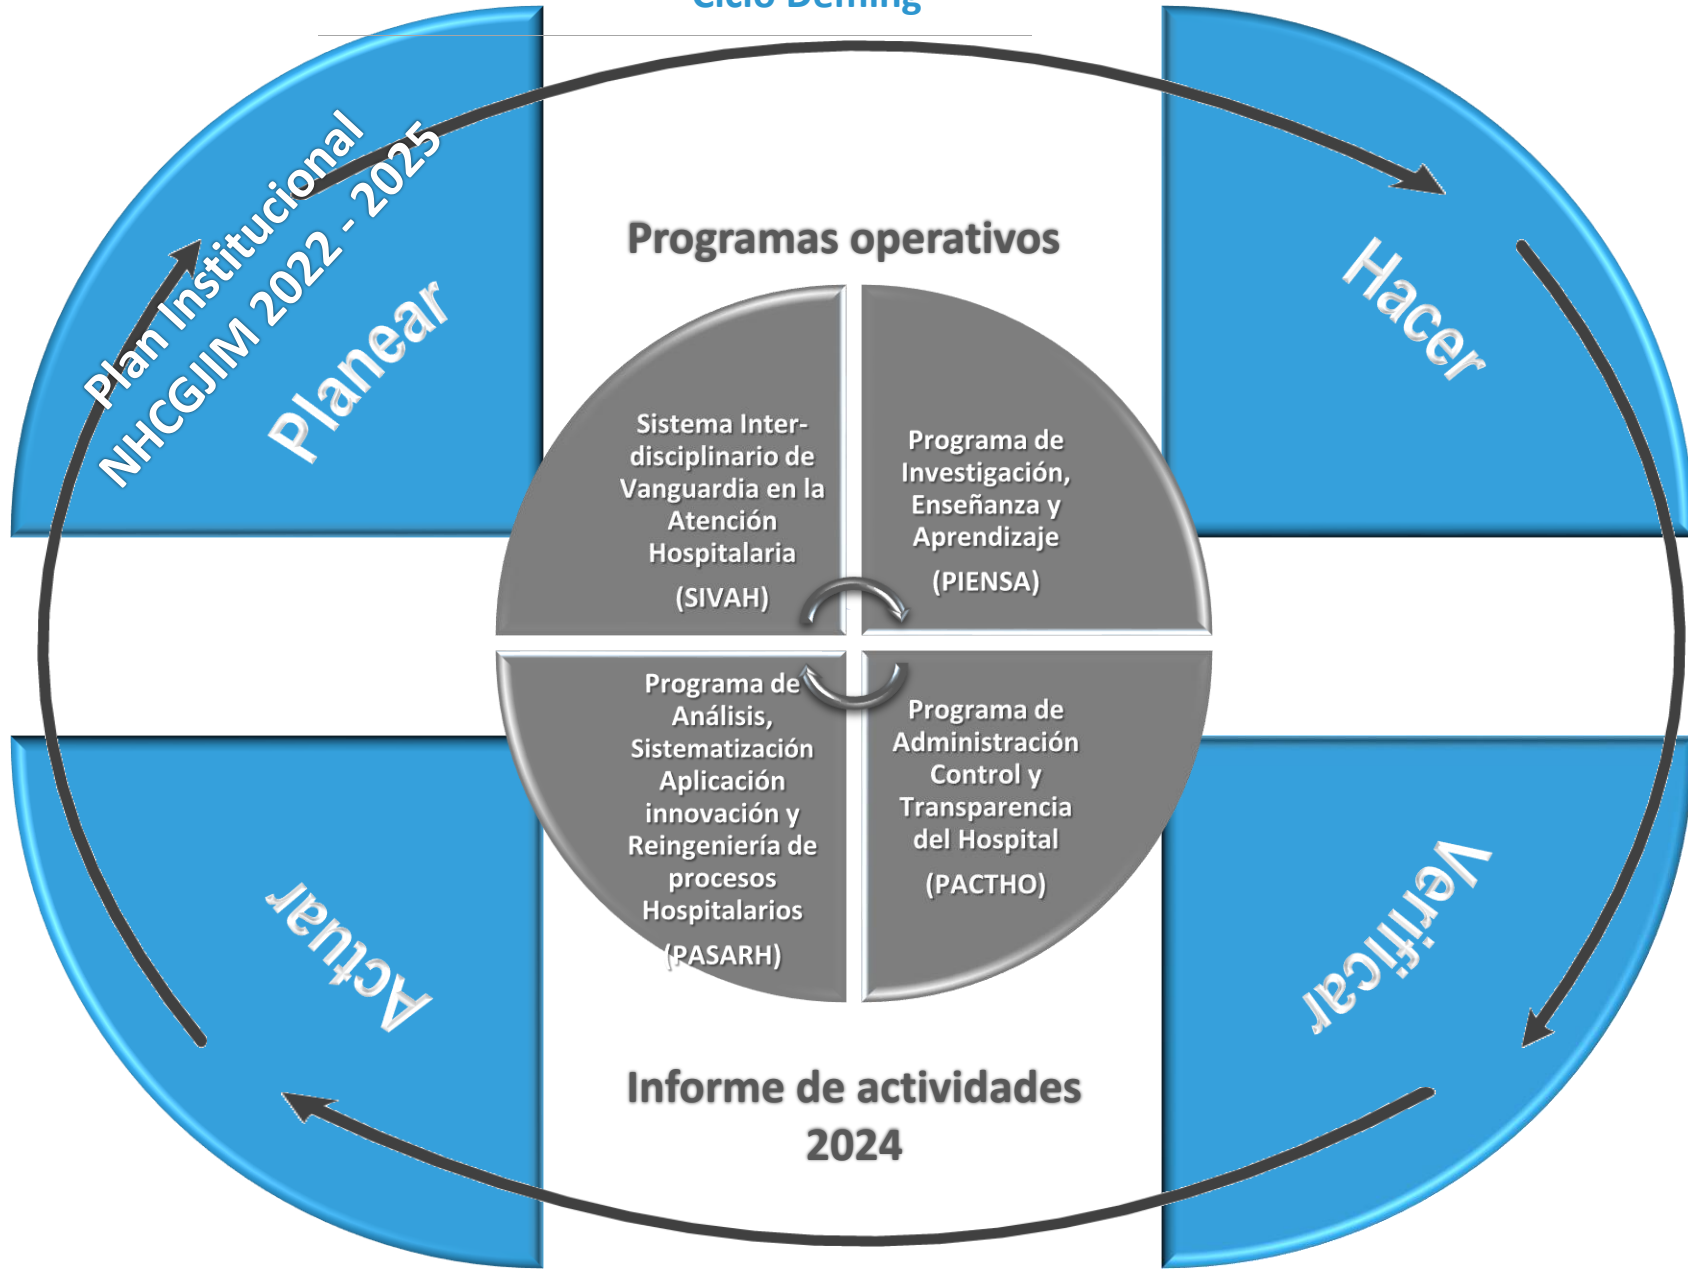 Ciclo Deming
Plan Institucional
NHCGJIM 2022 - 2025
Planear
Hacer
Programas operativos
Sistema Inter-
disciplinario de
Vanguardia en la
Atención
Hospitalaria
(SIVAH)
Programa de
Investigación,
Enseñanza y
Aprendizaje
(PIENSA)
Programa de
Análisis,
Sistematización
Aplicación
innovación y
Reingeniería de
procesos
Hospitalarios
(PASARH)
Programa de
Administración
Control y
Transparencia
del Hospital
(PACTHO)
Actuar
Verificar
Informe de actividades
2024